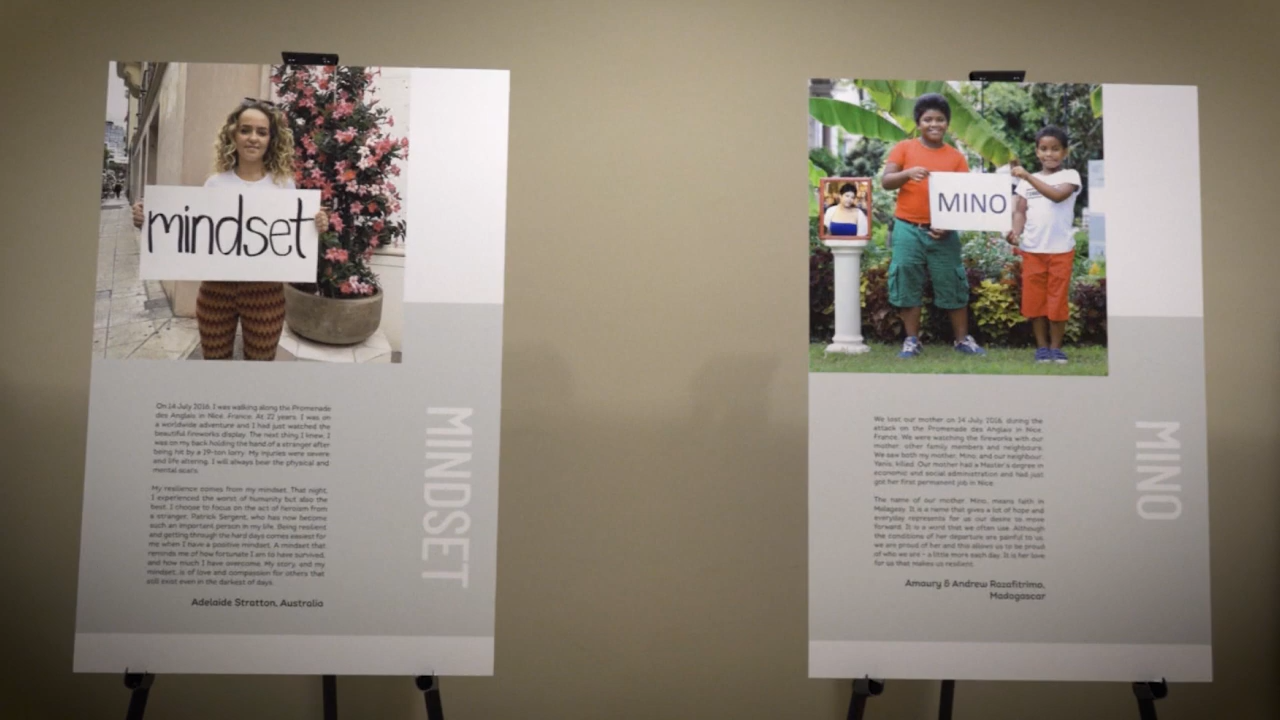 mindset
On 14 July 2016, I was walking along the Promenade
des Anglais in Nice, France. At 22 years, I was on
a worldwide adventure and I had just watched the
beautiful fireworks display. The next thing I knew, I
was on my back holding the hand of a stranger after
being hit by a 19-ton lorry. My injuries were severe
and life altering. I will always bear the physical and
mental scars.
My resilience comes from my mindset. That night,
I experienced the worst of humanity but also the
best. I choose to focus on the act of heroism from
a stranger, Patrick Sergent, who has now become
such an important person in my life. Being resilient
and getting through the hard days comes easiest for
me when I have a positive mindset. A mindset that
reminds me of how fortunate I am to have survived,
and how much I have overcome. My story, and my
mindset, is of love and compassion for others that
still exist even in the darkest of days.
Adelaide Stratton, Australia
MINDSET
MINO
We lost our mother on 14 July 2016, during the
attack on the Promenade des Anglais in Nice,
France. We were watching the fireworks with our
mother, other family members and neighbours.
We saw both my mother, Mino, and our neighbour,
Yanis, killed. Our mother had a Master's degree in
economic and social administration and had just
got her first permanent job in Nice.
The name of our mother, Mino, means faith in
Malagasy. It is a name that gives a lot of hope and
everyday represents for us our desire to move
forward. It is a word that we often use. Although
the conditions of her departure are painful to us,
we are proud of her and this allows us to be proud
of who we are – a little more each day. It is her love
for us that makes us resilient.
Amaury & Andrew Razafitrimo,
Madagascar
MINO